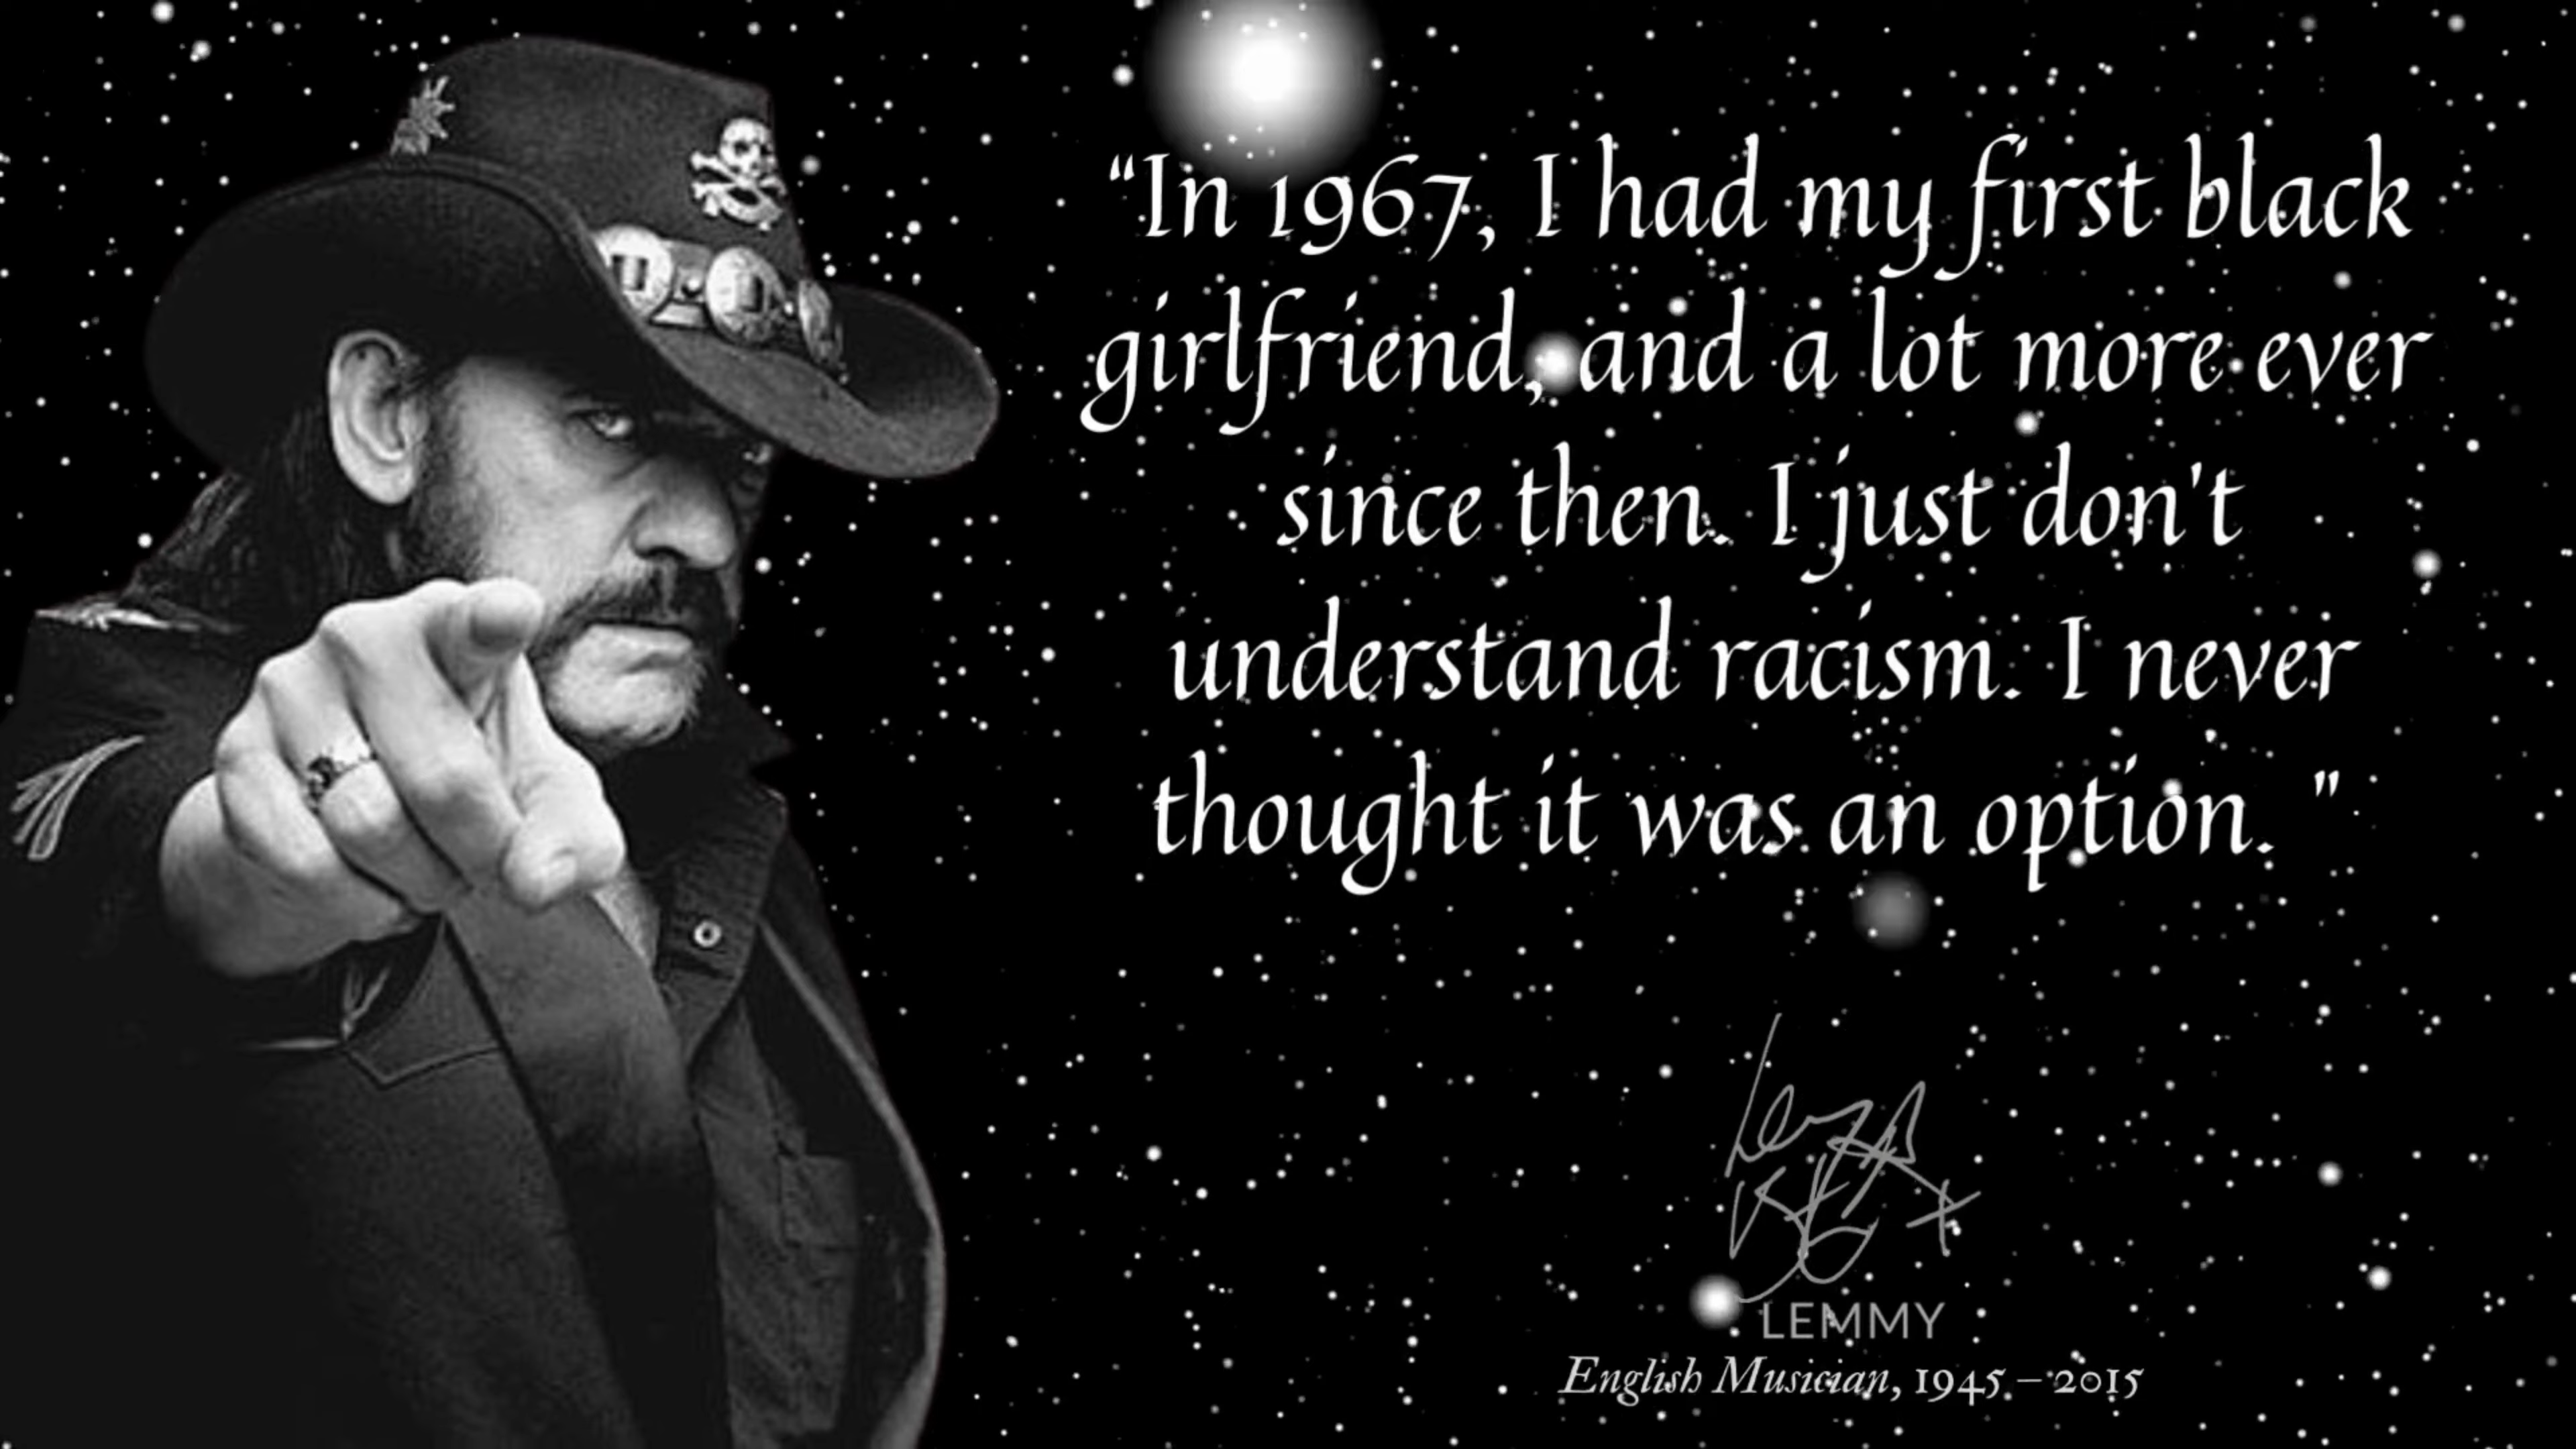 “In 1967, I had my first black
girlfriend, and a lot more ever
since then. I just don't
understand racism. I never
thought it was an option. "
LEMMY
English Musician, 1945 – 2015